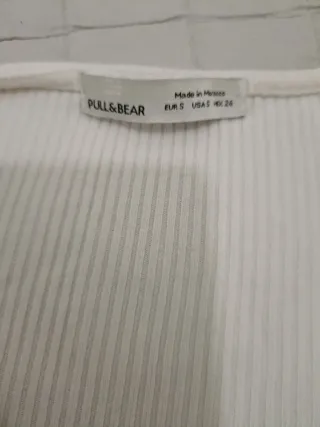 PULL&BEAR
Made in Morocco
EUR S USA S MEX 26